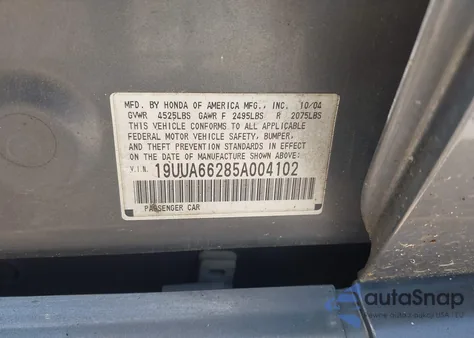 MFD. BY HONDA OF AMERICA MFG., INC. 10/04
GVWR 4525LBS GAWR F 2495LBS R 2075LBS
THIS VEHICLE CONFORMS TO ALL APPLICABLE
FEDERAL MOTOR VEHICLE SAFETY, BUMPER,
AND THEFT PREVENTION STANDARDS IN EFFECT
ON THE DATE OF MANUFACTURE SHOWN ABOVE.
V.I.N. 19UUA66285A004102
PASSENGER CAR
autaSnap